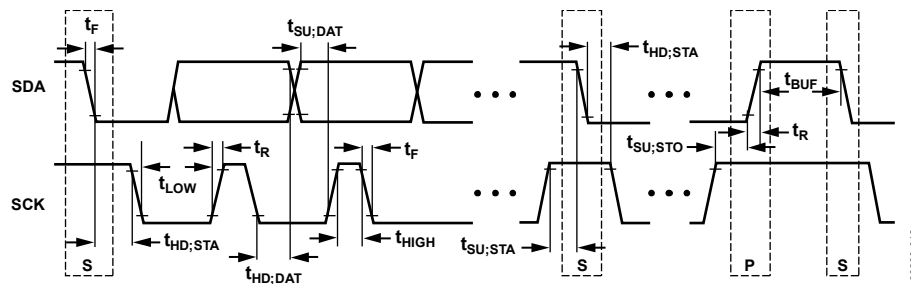 tF
tSU;DAT
tHD;STA
SDA
tBUF
tR
tF
tSU;STO
tR
tLOW
SCK
tHD;STA
tHIGH
tSU;STA
tHD;DAT
S
S
P
S